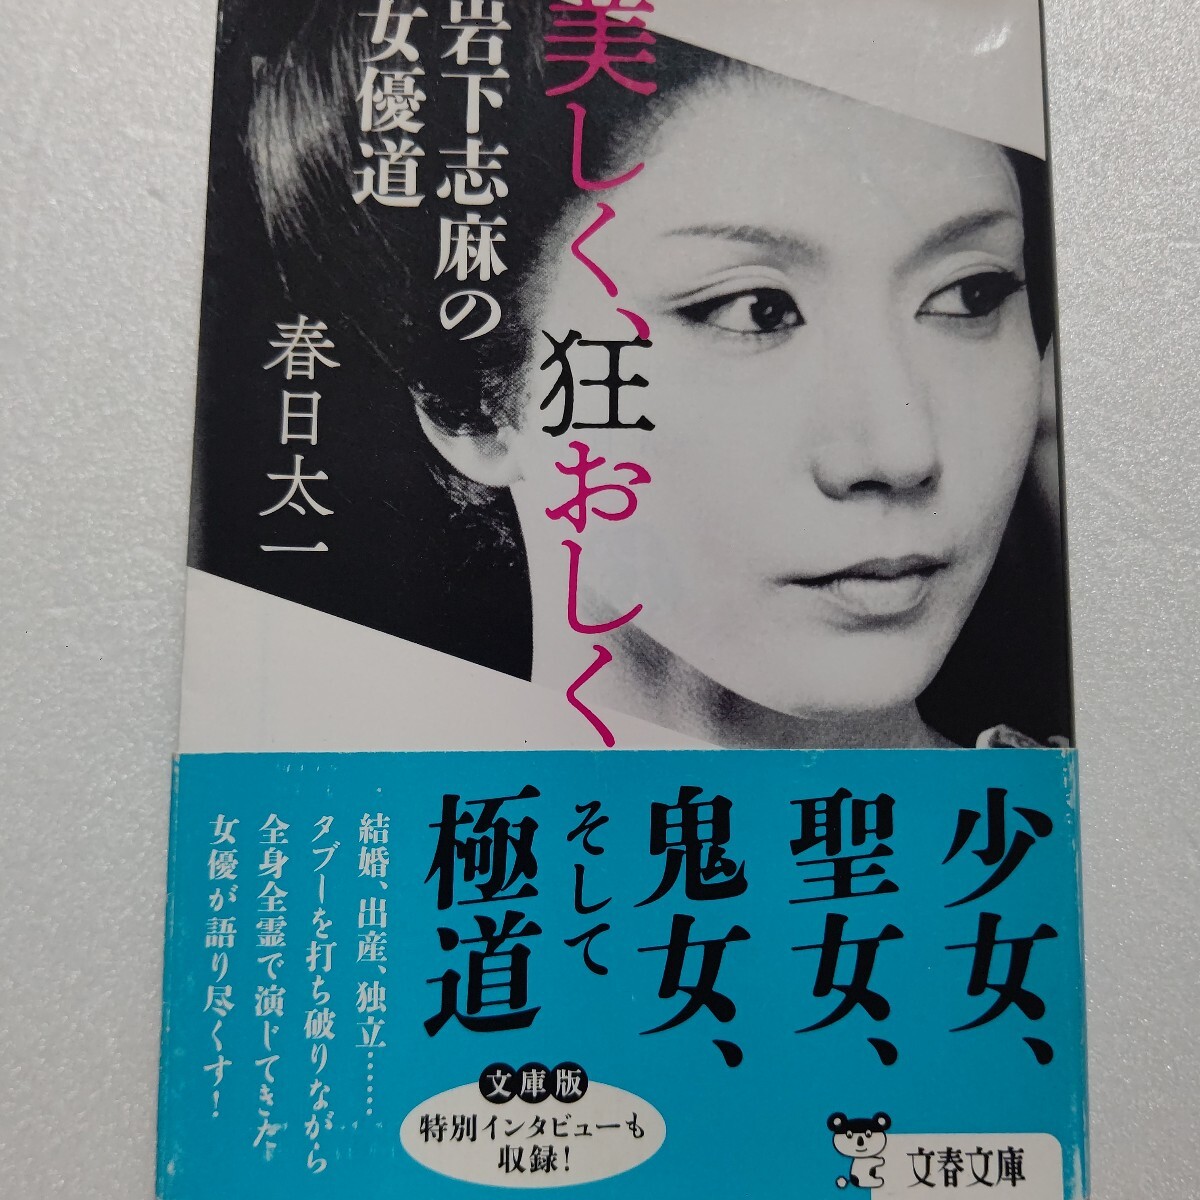 美しく、狂おしく
岩下志麻の
女優道
春日太一
少女、
聖女、
鬼女、
そして
極道
結婚、出産、独立……
タブーを打ち破りながら
全身全霊で演じてきた
女優が語り尽くす!
文庫版
特別インタビューも
収録!
文春文庫